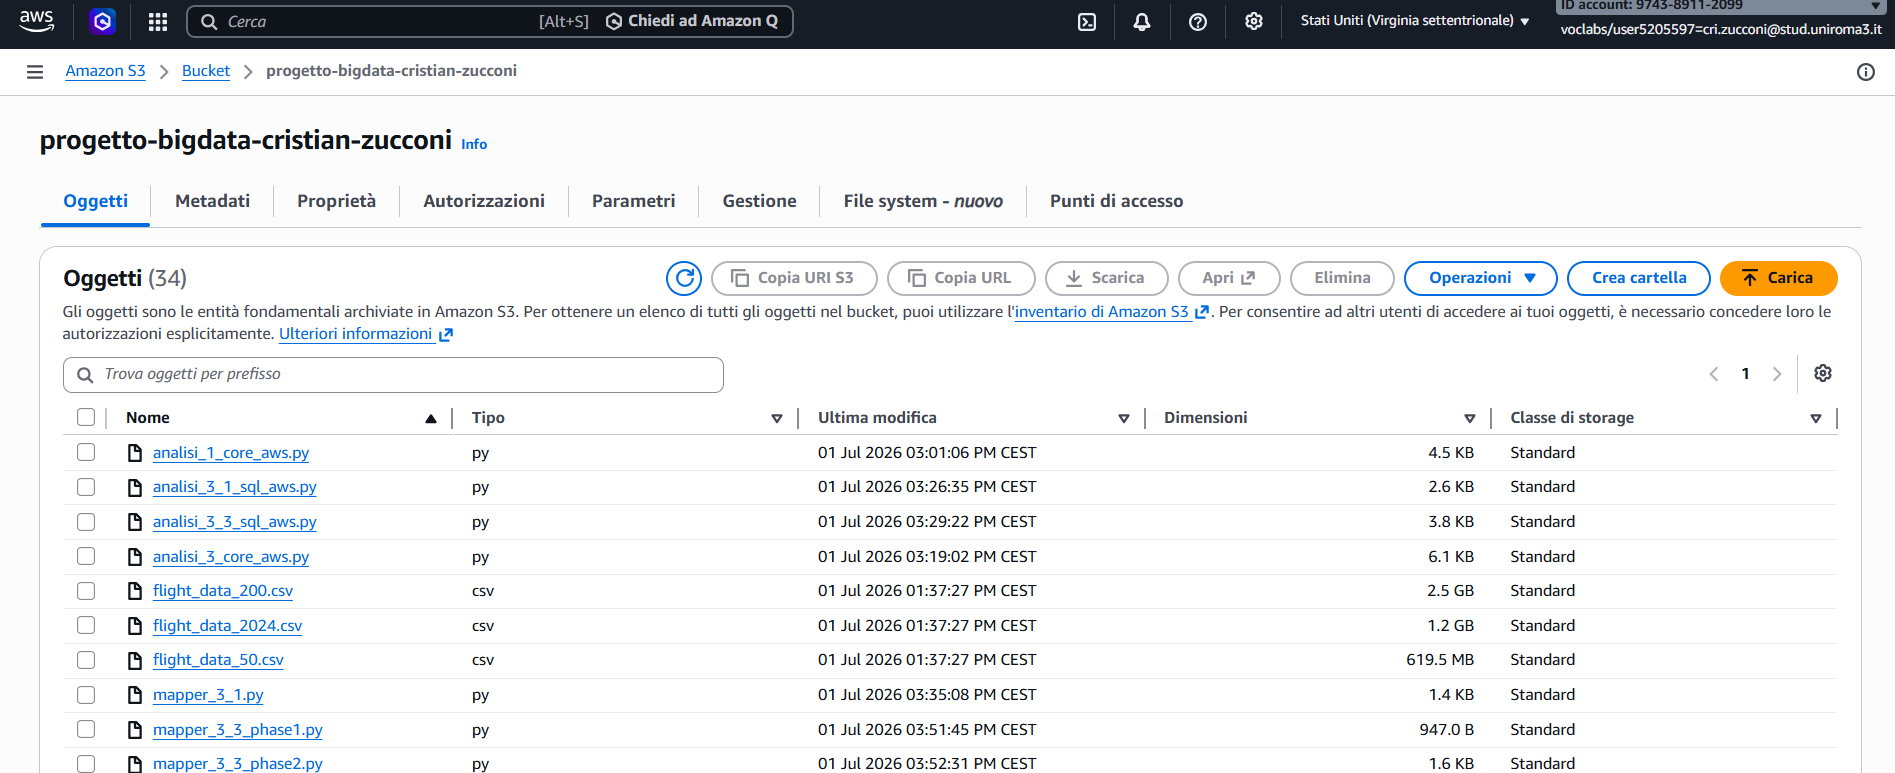 aws
Cerca [Alt+S] Chiedi ad Amazon Q
Stati Uniti (Virginia settentrionale)
ID account: 9743-8911-2099
voclabs/user5205597=cri.zucconi@stud.uniroma3.it
Amazon S3 Bucket progetto-bigdata-cristian-zucconi
progetto-bigdata-cristian-zucconi Info
Oggetti Metadati Proprietà Autorizzazioni Parametri Gestione File system - nuovo Punti di accesso
Oggetti (34)
Copia URI S3 Copia URL Scarica Apri Elimina Operazioni Crea cartella Carica
Gli oggetti sono le entità fondamentali archiviate in Amazon S3. Per ottenere un elenco di tutti gli oggetti nel bucket, puoi utilizzare l'inventario di Amazon S3. Per consentire ad altri utenti di accedere ai tuoi oggetti, è necessario concedere loro le
autorizzazioni esplicitamente. Ulteriori informazioni
Trova oggetti per prefisso
1
Nome Tipo Ultima modifica Dimensioni Classe di storage
analisi_1_core_aws.py py 01 Jul 2026 03:01:06 PM CEST 4.5 KB Standard
analisi_3_1_sql_aws.py py 01 Jul 2026 03:26:35 PM CEST 2.6 KB Standard
analisi_3_3_sql_aws.py py 01 Jul 2026 03:29:22 PM CEST 3.8 KB Standard
analisi_3_core_aws.py py 01 Jul 2026 03:19:02 PM CEST 6.1 KB Standard
flight_data_200.csv csv 01 Jul 2026 01:37:27 PM CEST 2.5 GB Standard
flight_data_2024.csv csv 01 Jul 2026 01:37:27 PM CEST 1.2 GB Standard
flight_data_50.csv csv 01 Jul 2026 01:37:27 PM CEST 619.5 MB Standard
mapper_3_1.py py 01 Jul 2026 03:35:08 PM CEST 1.4 KB Standard
mapper_3_3_phase1.py py 01 Jul 2026 03:51:45 PM CEST 947.0 B Standard
mapper_3_3_phase2.py py 01 Jul 2026 03:52:31 PM CEST 1.6 KB Standard